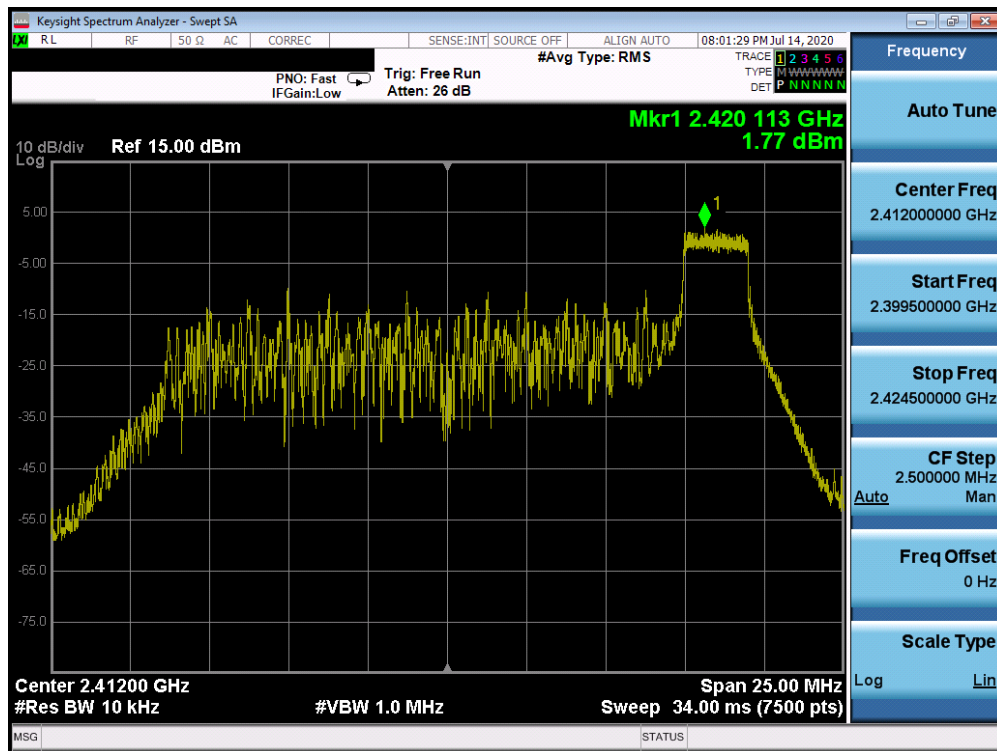 Keysight Spectrum Analyzer - Swept SA
LXI RL RF 50 Ω AC CORREC SENSE:INT SOURCE OFF ALIGN AUTO 08:01:29 PM Jul 14, 2020
PNO: Fast
IFGain:Low
Trig: Free Run
Atten: 26 dB
#Avg Type: RMS
TRACE 1 2 3 4 5 6
TYPE M W W W W W
DET P N N N N N
Mkr1 2.420 113 GHz
1.77 dBm
10 dB/div
Log
Ref 15.00 dBm
5.00
-5.00
-15.0
-25.0
-35.0
-45.0
-55.0
-65.0
-75.0
1
Center 2.41200 GHz
Span 25.00 MHz
#Res BW 10 kHz
#VBW 1.0 MHz
Sweep 34.00 ms (7500 pts)
MSG
STATUS
Frequency
Auto Tune
Center Freq
2.412000000 GHz
Start Freq
2.399500000 GHz
Stop Freq
2.424500000 GHz
CF Step
2.500000 MHz
Auto Man
Freq Offset
0 Hz
Scale Type
Log Lin